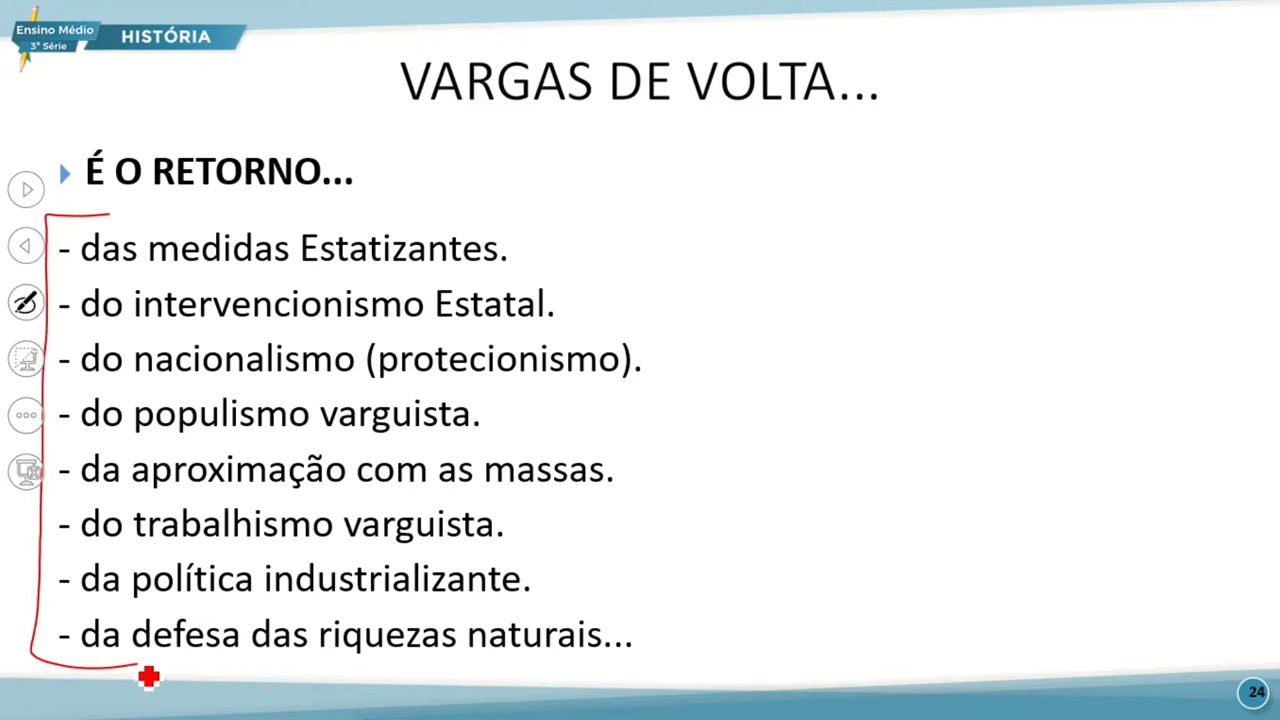 Ensino Médio
3ª Série
HISTÓRIA
VARGAS DE VOLTA...
É O RETORNO...
- das medidas Estatizantes.
- do intervencionismo Estatal.
- do nacionalismo (protecionismo).
- do populismo varguista.
- da aproximação com as massas.
- do trabalhismo varguista.
- da política industrializante.
- da defesa das riquezas naturais...
24